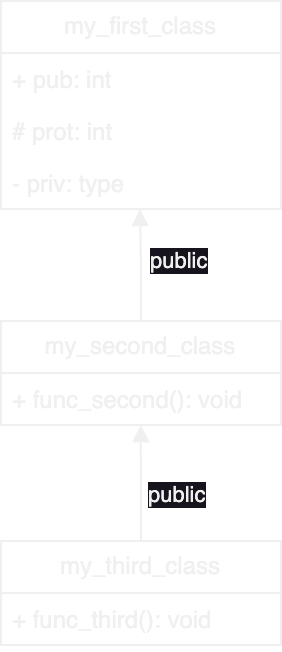 my_first_class
+ pub: int
# prot: int
- priv: type
public
my_second_class
+ func_second(): void
public
my_third_class
+ func_third(): void